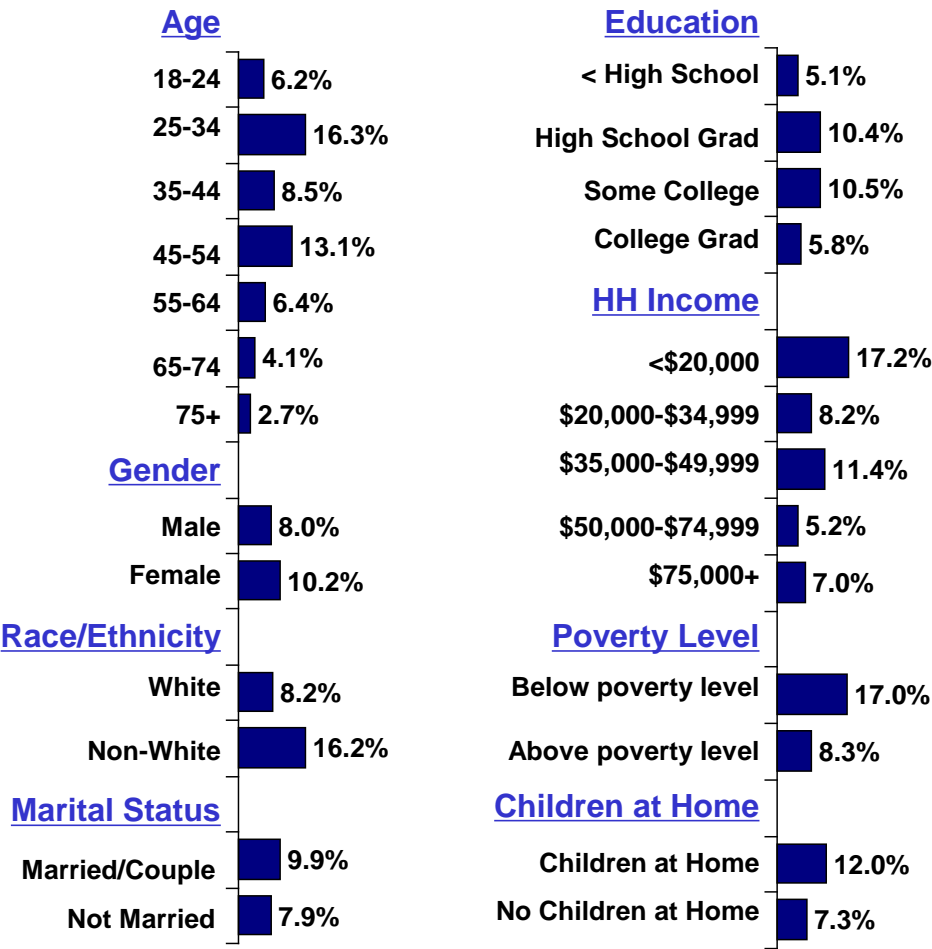 Age
18-24 6.2%
25-34 16.3%
35-44 8.5%
45-54 13.1%
55-64 6.4%
65-74 4.1%
75+ 2.7%
Gender
Male 8.0%
Female 10.2%
Race/Ethnicity
White 8.2%
Non-White 16.2%
Marital Status
Married/Couple 9.9%
Not Married 7.9%
Education
< High School 5.1%
High School Grad 10.4%
Some College 10.5%
College Grad 5.8%
HH Income
<$20,000 17.2%
$20,000-$34,999 8.2%
$35,000-$49,999 11.4%
$50,000-$74,999 5.2%
$75,000+ 7.0%
Poverty Level
Below poverty level 17.0%
Above poverty level 8.3%
Children at Home
Children at Home 12.0%
No Children at Home 7.3%